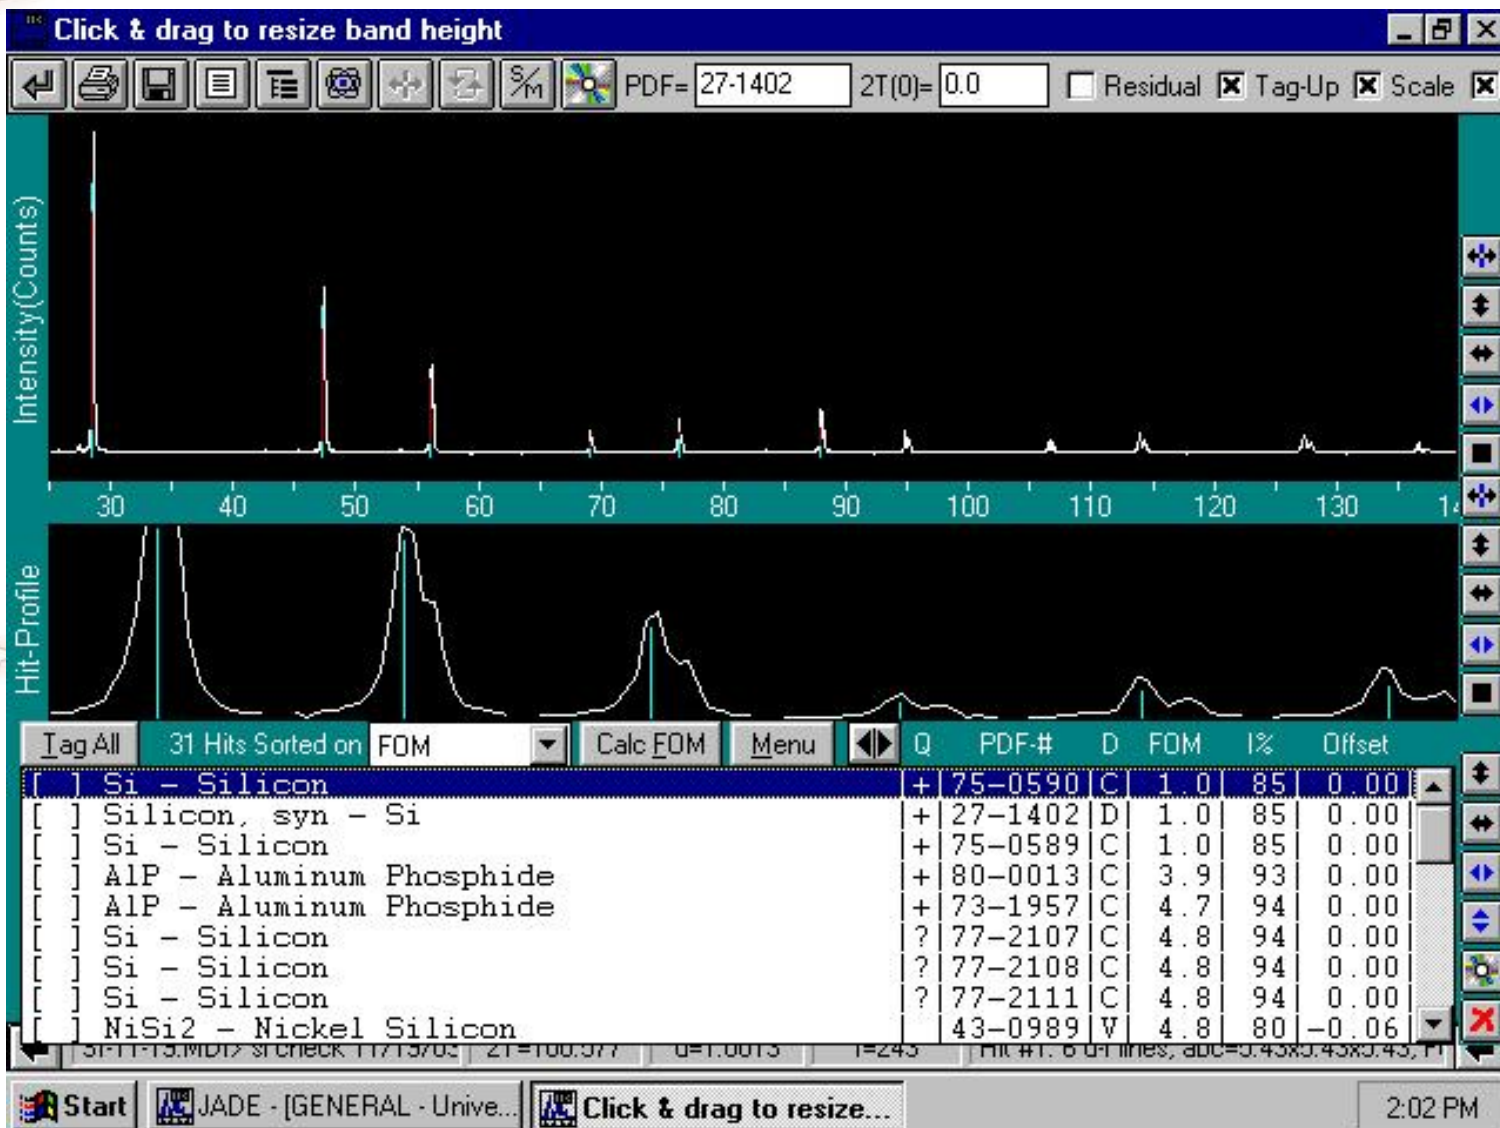 Click & drag to resize band height
S/M PDF= 27-1402 2T(0)= 0.0 Residual Tag-Up Scale
Intensity(Counts)
30 40 50 60 70 80 90 100 110 120 130
Hit-Profile
Tag All 31 Hits Sorted on FOM Calc FOM Menu Q PDF-# D FOM I% Offset
[ ] Si - Silicon |+|75-0590|C| 1.0| 85| 0.00|
[ ] Silicon, syn - Si |+|27-1402|D| 1.0| 85| 0.00|
[ ] Si - Silicon |+|75-0589|C| 1.0| 85| 0.00|
[ ] AlP - Aluminum Phosphide |+|80-0013|C| 3.9| 93| 0.00|
[ ] AlP - Aluminum Phosphide |+|73-1957|C| 4.7| 94| 0.00|
[ ] Si - Silicon |?|77-2107|C| 4.8| 94| 0.00|
[ ] Si - Silicon |?|77-2108|C| 4.8| 94| 0.00|
[ ] Si - Silicon |?|77-2111|C| 4.8| 94| 0.00|
[ ] NiSi2 - Nickel Silicon | |43-0989|V| 4.8| 80|-0.06|
Start JADE - [GENERAL - Unive... Click & drag to resize... 2:02 PM